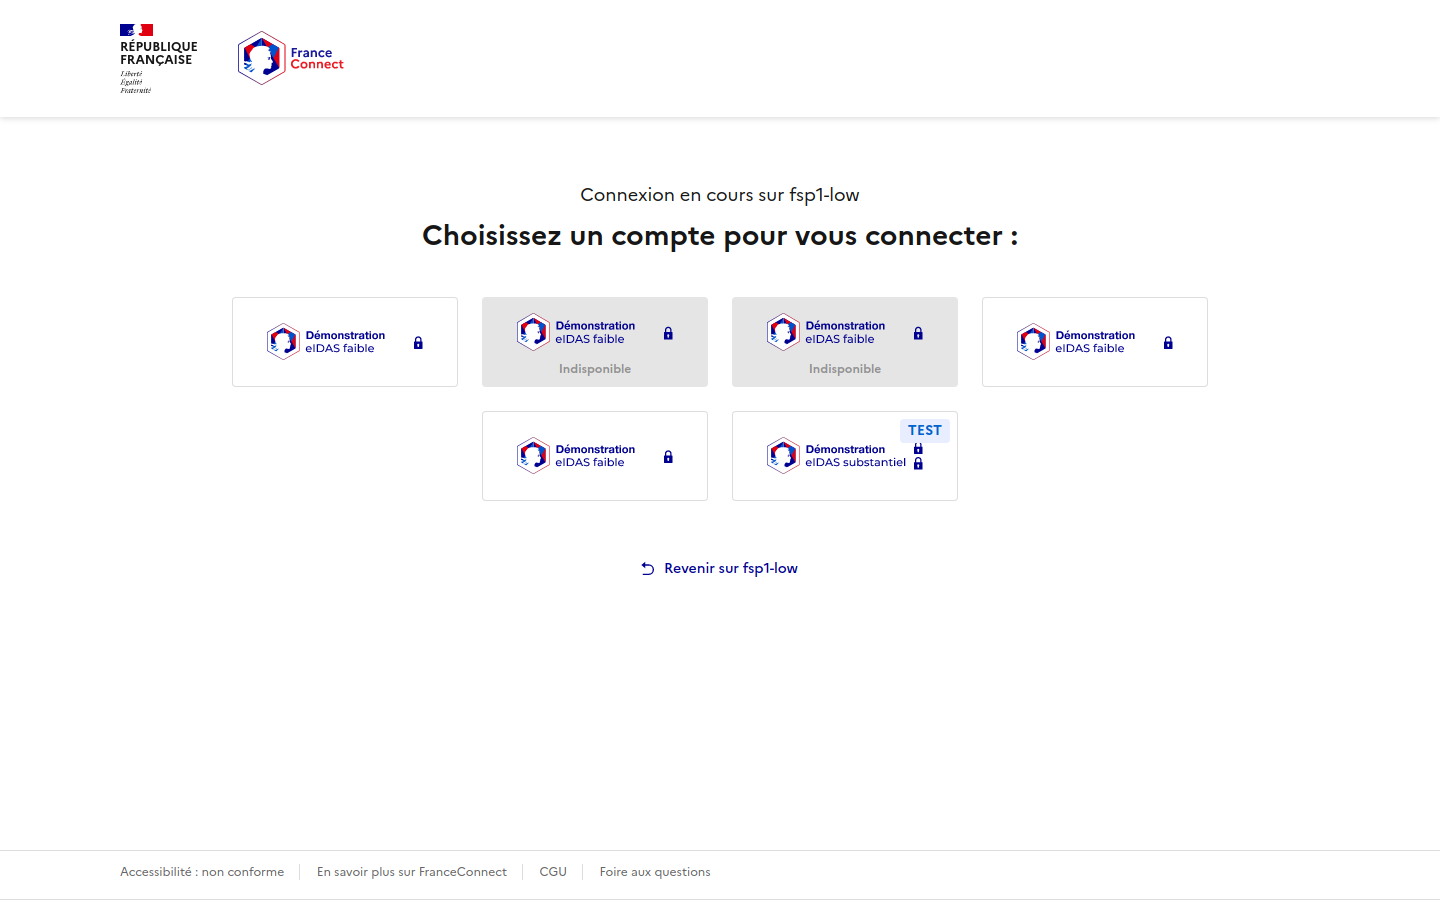 RÉPUBLIQUE
FRANÇAISE
Liberté
Égalité
Fraternité
France
Connect
Connexion en cours sur fsp1-low
Choisissez un compte pour vous connecter :
Démonstration
eIDAS faible
Démonstration
eIDAS faible
Indisponible
Démonstration
eIDAS faible
Indisponible
Démonstration
eIDAS faible
Démonstration
eIDAS faible
TEST
Démonstration
eIDAS substantiel
Revenir sur fsp1-low
Accessibilité : non conforme
En savoir plus sur FranceConnect
CGU
Foire aux questions